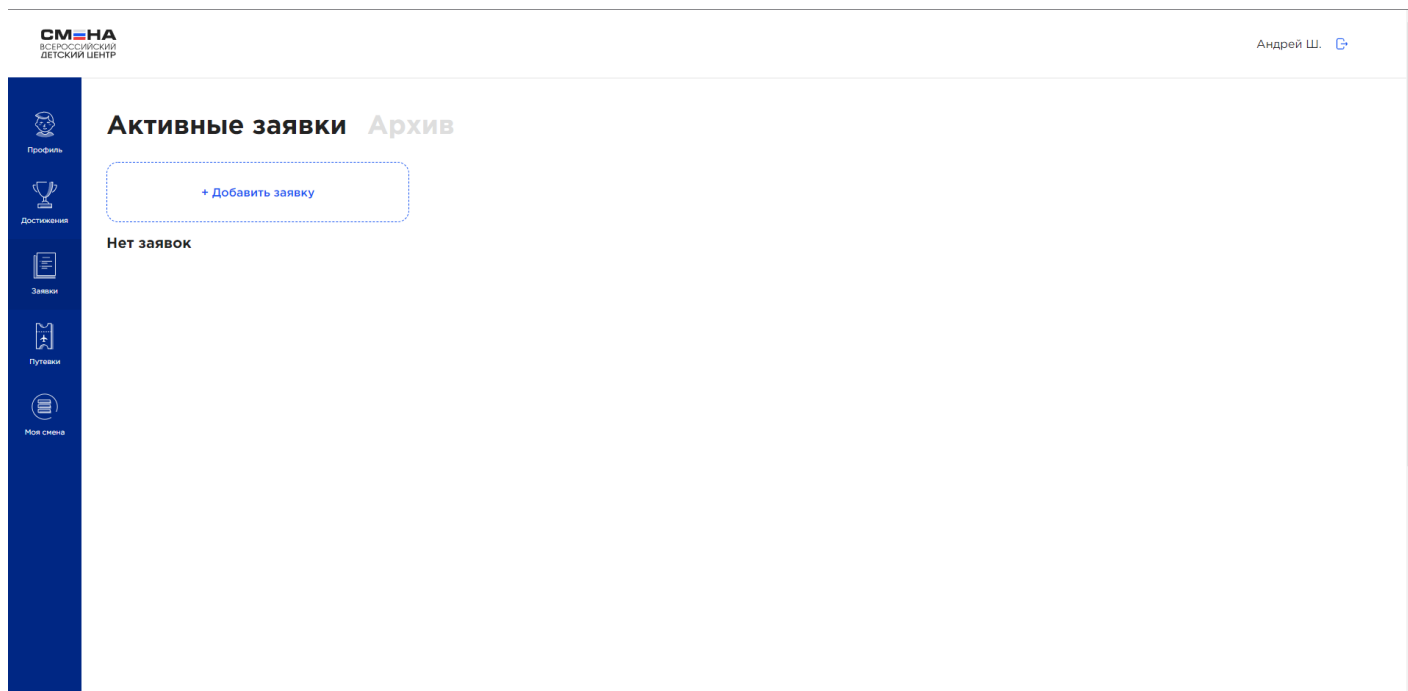 СМЕНА
ВСЕРОССИЙСКИЙ
ДЕТСКИЙ ЦЕНТР
Андрей Ш.
Профиль
Достижения
Заявки
Путевки
Моя смена
Активные заявки Архив
+ Добавить заявку
Нет заявок